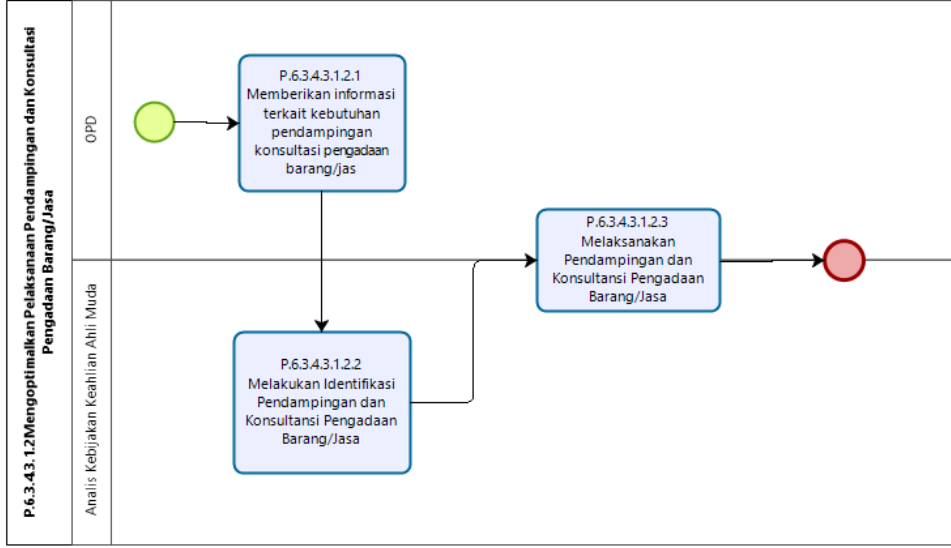 P.6.3.4.3.1.2Mengoptimalkan Pelaksanaan Pendampingan dan Konsultasi
Pengadaan Barang/Jasa
OPD
Analis Kebijakan Keahlian Ahli Muda
P.6.3.4.3.1.2.1
Memberikan informasi
terkait kebutuhan
pendampingan
konsultasi pengadaan
barang/jas
P.6.3.4.3.1.2.2
Melakukan Identifikasi
Pendampingan dan
Konsultansi Pengadaan
Barang/Jasa
P.6.3.4.3.1.2.3
Melaksanakan
Pendampingan dan
Konsultansi Pengadaan
Barang/Jasa